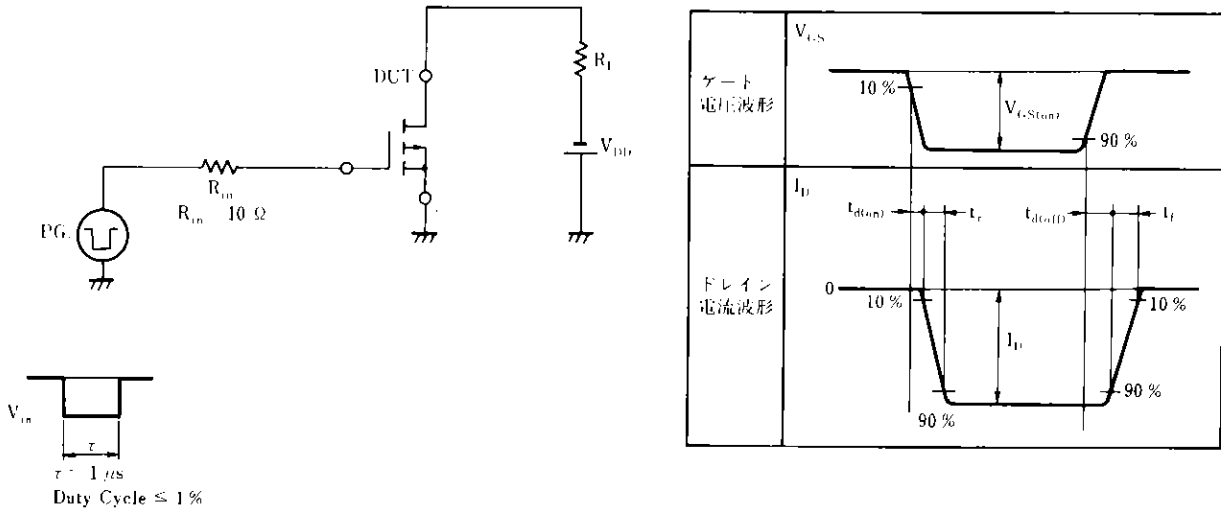 DUT
R_L
V_DD
R_in
R_in 10 Ω
PG.
V_in
τ
τ 1 μs
Duty Cycle ≦ 1 %
ゲート
電圧波形
V_GS
10 %
V_GS(on)
90 %
ドレイン
電流波形
I_D
t_d(on)
t_r
t_d(off)
t_f
0
10 %
10 %
I_D
90 %
90 %